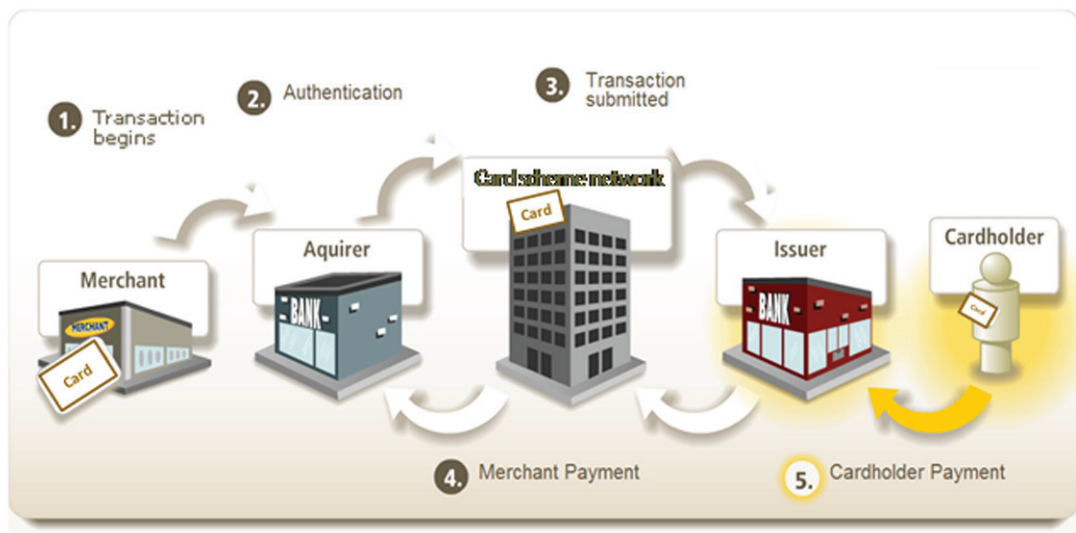 1. Transaction
begins
2. Authentication
3. Transaction
submitted
Card scheme network
Card
Merchant
MERCHANT
Card
Aquirer
BANK
Issuer
BANK
Cardholder
Card
4. Merchant Payment
5. Cardholder Payment